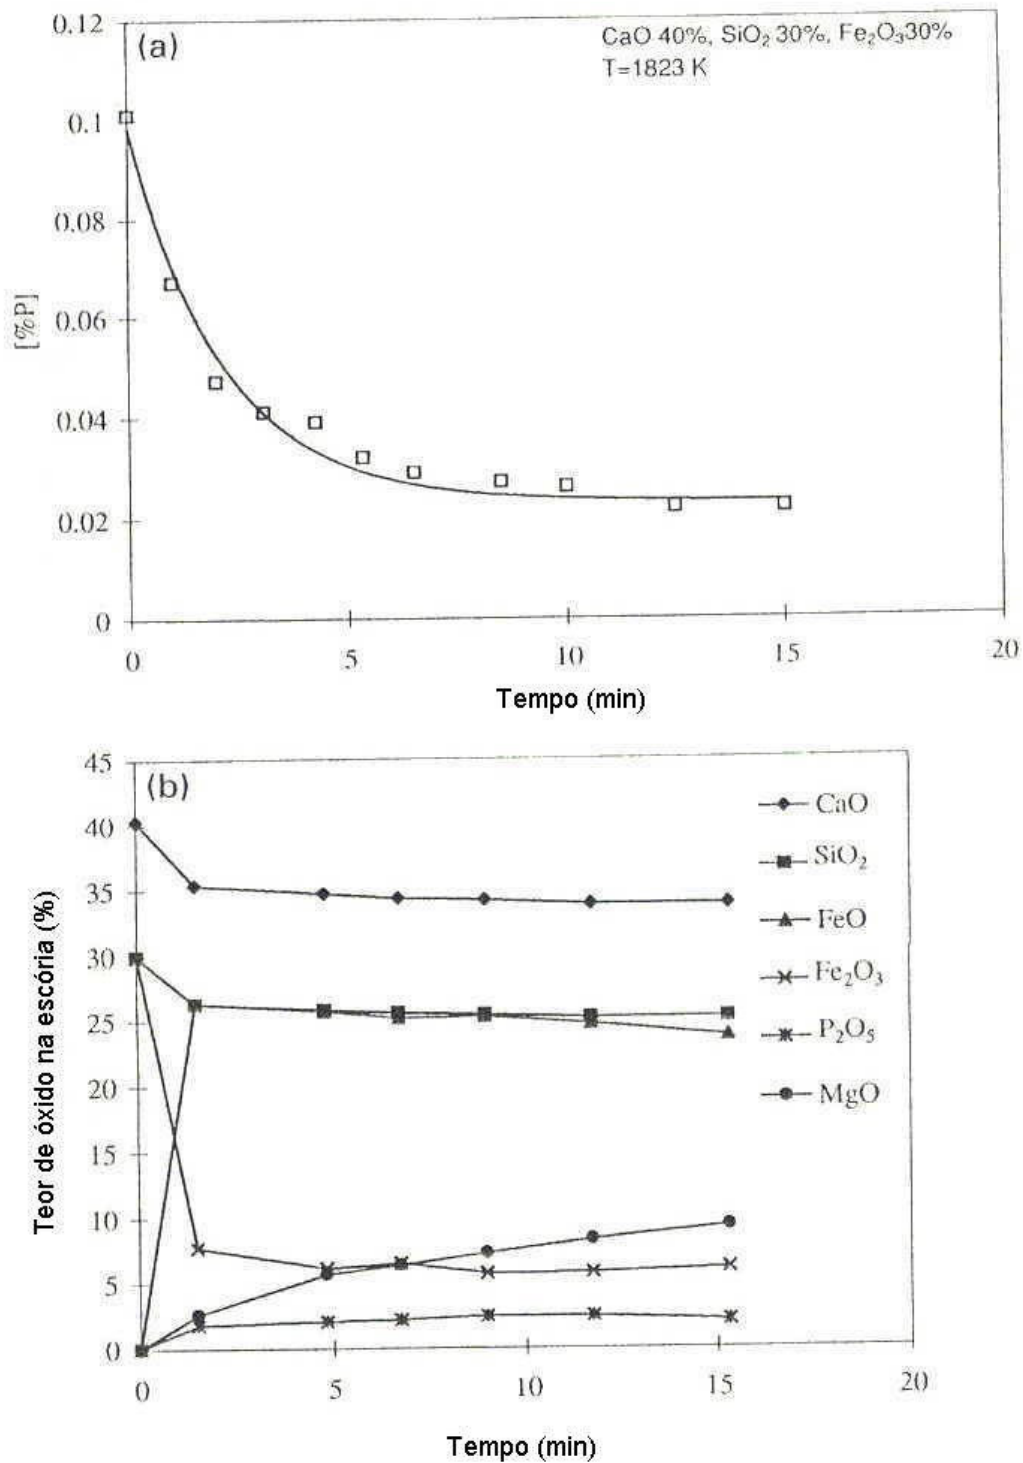 0.12
(a)
CaO 40%, SiO2 30%, Fe2O3 30%
T=1823 K
0.1
0.08
0.06
[%P]
0.04
0.02
0
0 5 10 15 20
Tempo (min)
45
(b)
40
35
30
25
20
15
10
5
0
Teor de óxido na escória (%)
CaO
SiO2
FeO
Fe2O3
P2O5
MgO
0 5 10 15 20
Tempo (min)